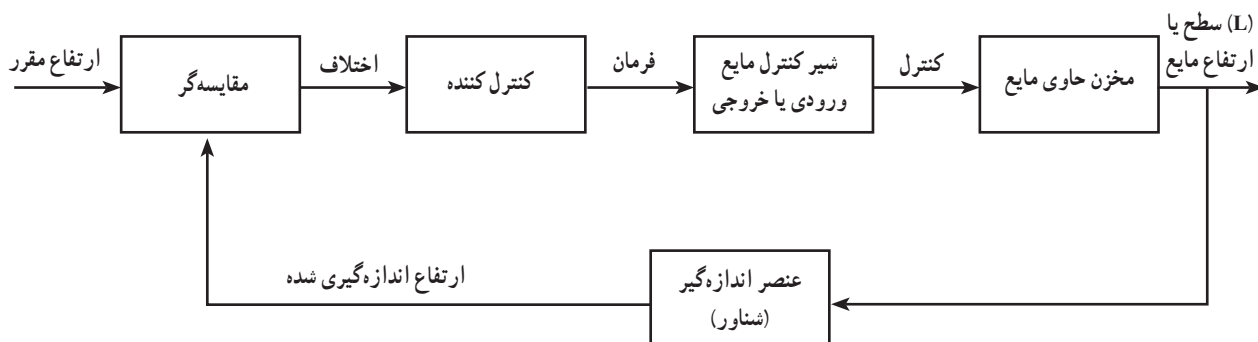 ارتفاع مقرر
مقایسه‌گر
اختلاف
کنترل کننده
فرمان
شیر کنترل مایع
ورودی یا خروجی
کنترل
مخزن حاوی مایع
(L) سطح یا
ارتفاع مایع
عنصر اندازه‌گیر
(شناور)
ارتفاع اندازه‌گیری شده